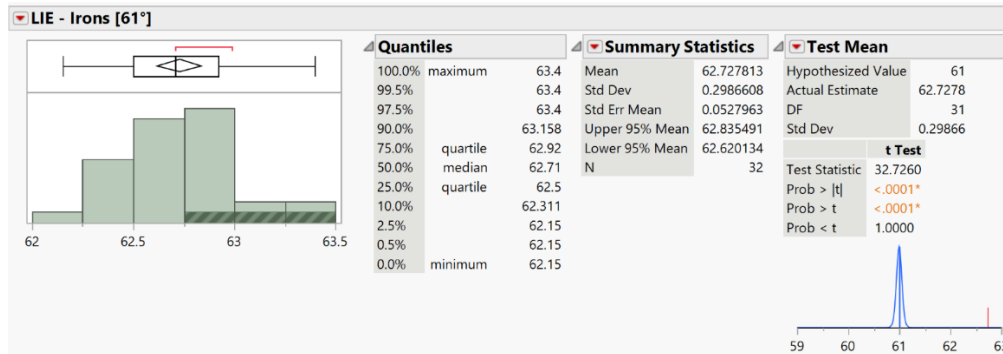 LIE - Irons [61°]
62 62.5 63 63.5
Quantiles
100.0% maximum 63.4
99.5% 63.4
97.5% 63.4
90.0% 63.158
75.0% quartile 62.92
50.0% median 62.71
25.0% quartile 62.5
10.0% 62.311
2.5% 62.15
0.5% 62.15
0.0% minimum 62.15
Summary Statistics
Mean 62.727813
Std Dev 0.2986608
Std Err Mean 0.0527963
Upper 95% Mean 62.835491
Lower 95% Mean 62.620134
N 32
Test Mean
Hypothesized Value 61
Actual Estimate 62.7278
DF 31
Std Dev 0.29866
t Test
Test Statistic 32.7260
Prob > |t| <.0001*
Prob > t <.0001*
Prob < t 1.0000
59 60 61 62